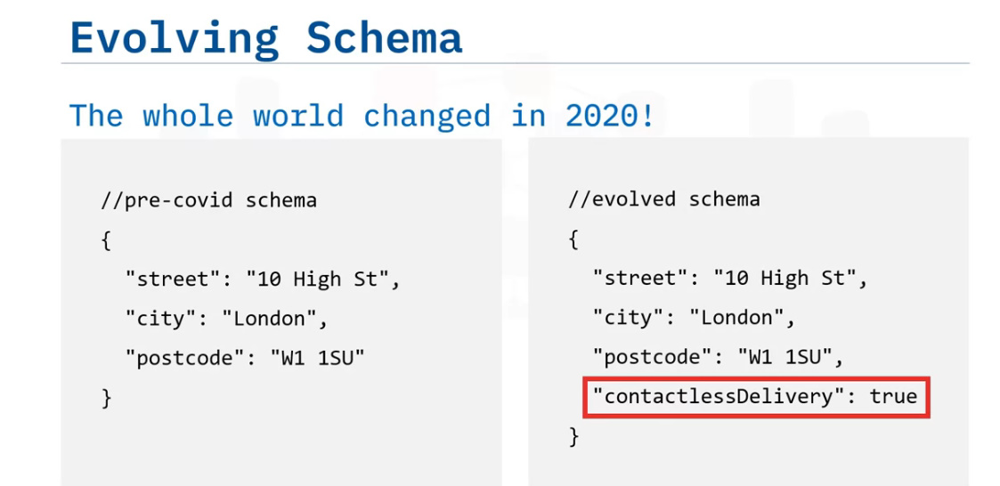 Evolving Schema
The whole world changed in 2020!
//pre-covid schema
{
"street": "10 High St",
"city": "London",
"postcode": "W1 1SU"
}
//evolved schema
{
"street": "10 High St",
"city": "London",
"postcode": "W1 1SU",
"contactlessDelivery": true
}